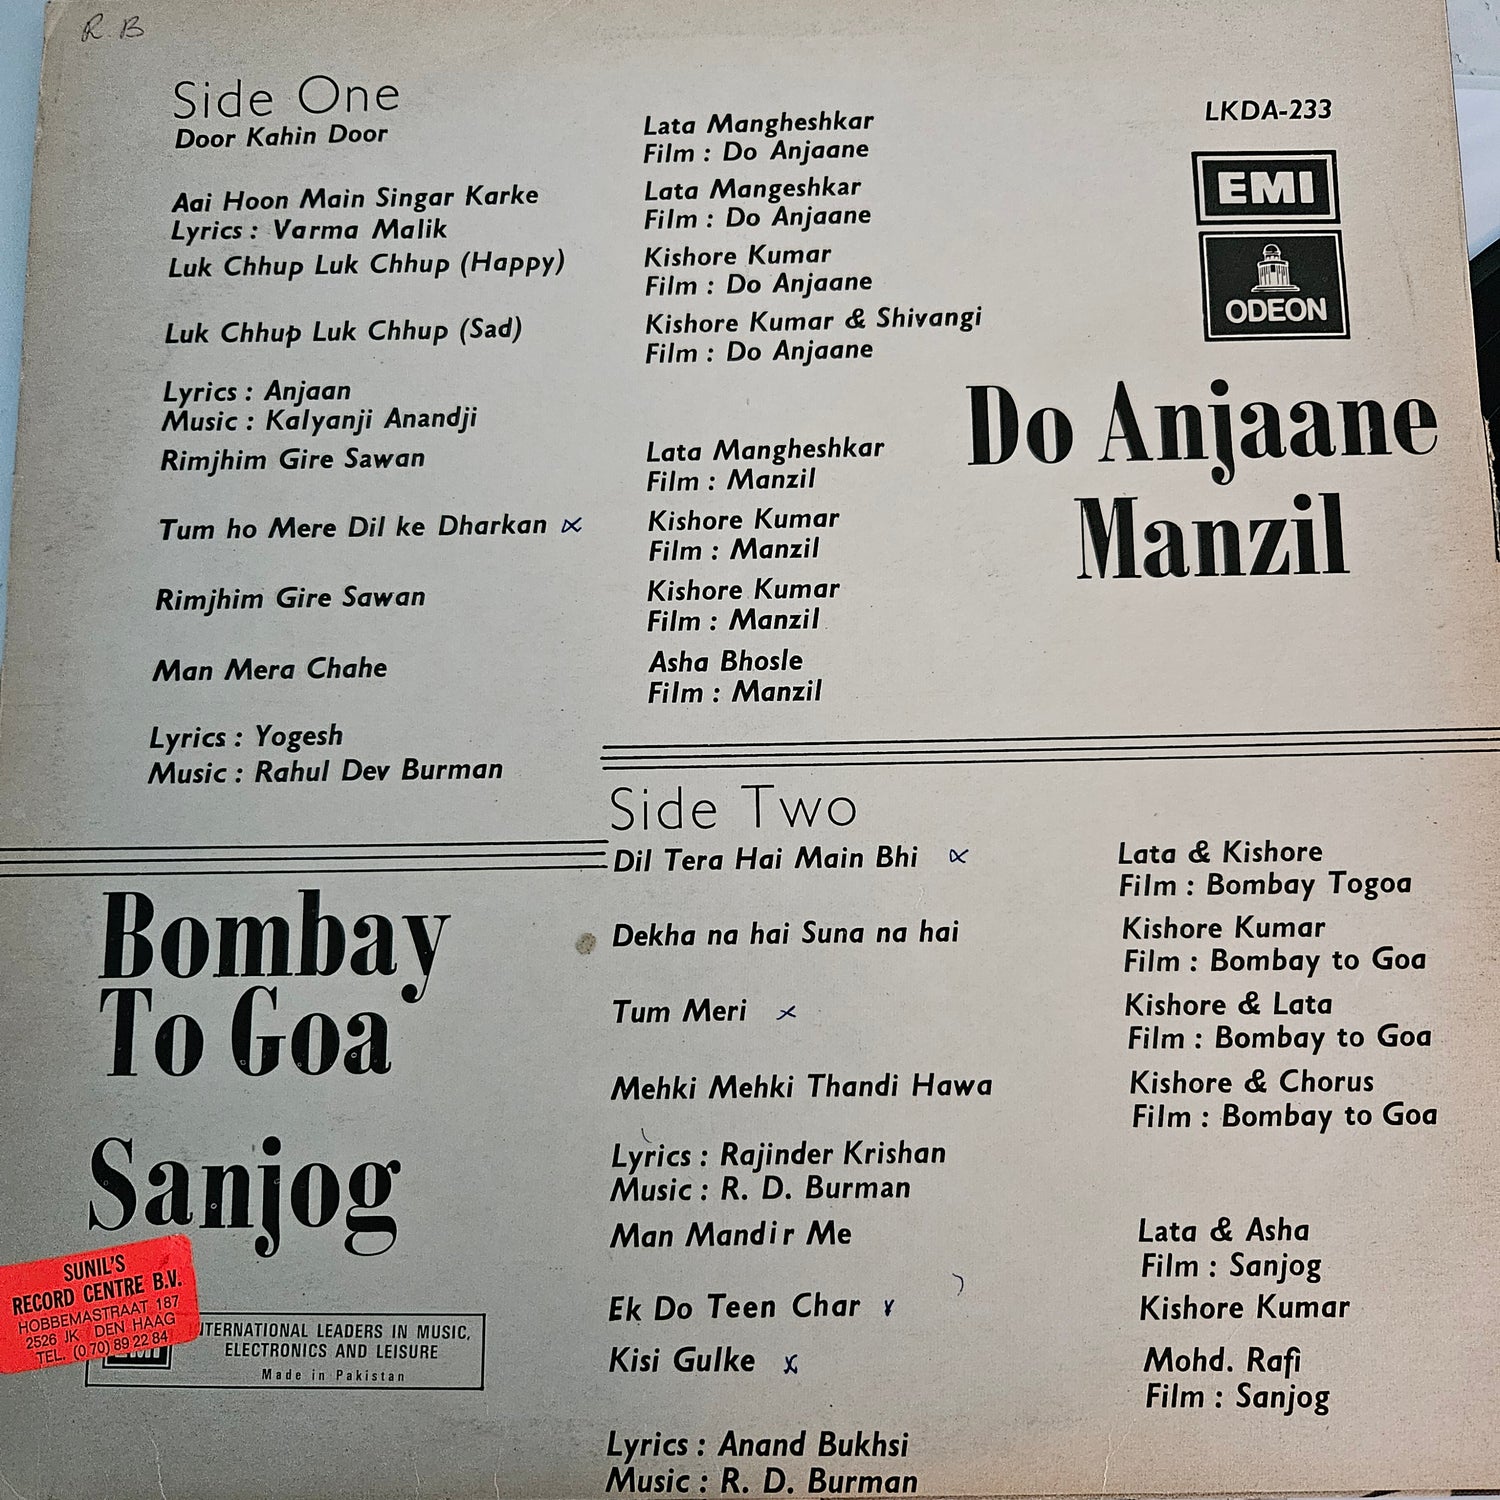 R. B
Side One
Door Kahin Door
Lata Mangheshkar
Film : Do Anjaane
Aai Hoon Main Singar Karke
Lyrics : Varma Malik
Lata Mangeshkar
Film : Do Anjaane
Luk Chhup Luk Chhup (Happy)
Kishore Kumar
Film : Do Anjaane
Luk Chhup Luk Chhup (Sad)
Kishore Kumar & Shivangi
Film : Do Anjaane
Lyrics : Anjaan
Music : Kalyanji Anandji
Rimjhim Gire Sawan
Lata Mangheshkar
Film : Manzil
Tum ho Mere Dil ke Dharkan
Kishore Kumar
Film : Manzil
Rimjhim Gire Sawan
Kishore Kumar
Film : Manzil
Man Mera Chahe
Asha Bhosle
Film : Manzil
Lyrics : Yogesh
Music : Rahul Dev Burman
LKDA-233
EMI
ODEON
Do Anjaane
Manzil
Bombay
To Goa
Sanjog
Side Two
Dil Tera Hai Main Bhi
Lata & Kishore
Film : Bombay Togoa
Dekha na hai Suna na hai
Kishore Kumar
Film : Bombay to Goa
Tum Meri
Kishore & Lata
Film : Bombay to Goa
Mehki Mehki Thandi Hawa
Kishore & Chorus
Film : Bombay to Goa
Lyrics : Rajinder Krishan
Music : R. D. Burman
Man Mandir Me
Lata & Asha
Film : Sanjog
Ek Do Teen Char
Kishore Kumar
Kisi Gulke
Mohd. Rafi
Film : Sanjog
Lyrics : Anand Bukhsi
Music : R. D. Burman
SUNIL'S
RECORD CENTRE B.V.
HOBBEMASTRAAT 187
2526 JK DEN HAAG
TEL. (0 70) 89 22 84
EMI
NTERNATIONAL LEADERS IN MUSIC,
ELECTRONICS AND LEISURE
Made in Pakistan